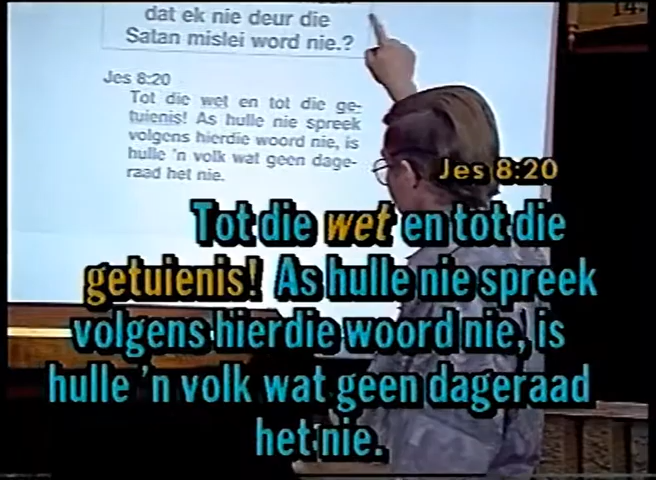 14.
dat ek nie deur die
Satan mislei word nie.?
Jes 8:20
Tot die wet en tot die ge-
tuienis! As hulle nie spreek
volgens hierdie woord nie, is
hulle 'n volk wat geen dage-
raad het nie.
Jes 8:20
Tot die wet en tot die
getuienis! As hulle nie spreek
volgens hierdie woord nie, is
hulle 'n volk wat geen dageraad
het nie.